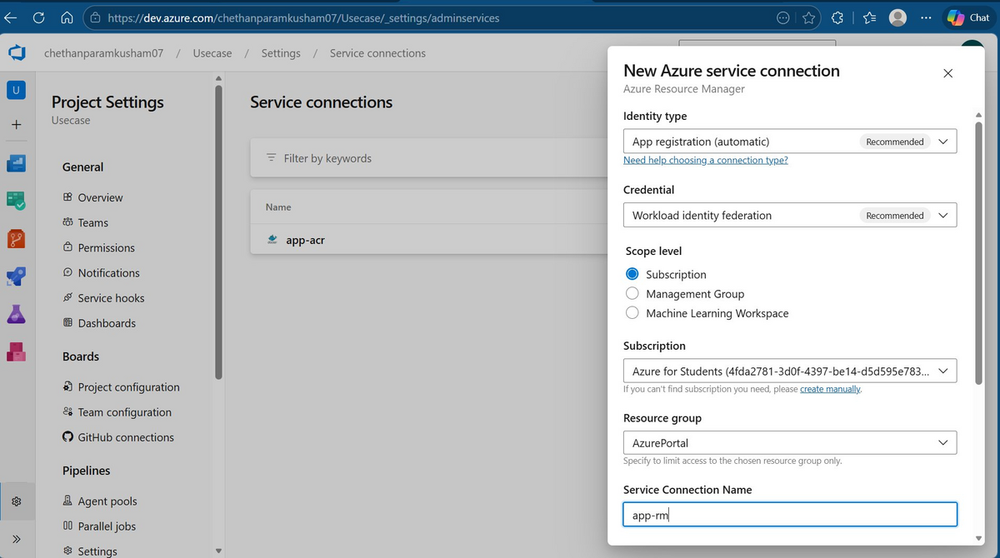 https://dev.azure.com/chethanparamkusham07/Usecase/_settings/adminservices
Chat
chethanparamkusham07 / Usecase / Settings / Service connections
U
Project Settings
Usecase
General
Overview
Teams
Permissions
Notifications
Service hooks
Dashboards
Boards
Project configuration
Team configuration
GitHub connections
Pipelines
Agent pools
Parallel jobs
Settings
Service connections
Filter by keywords
Name
app-acr
New Azure service connection
Azure Resource Manager
Identity type
App registration (automatic) Recommended
Need help choosing a connection type?
Credential
Workload identity federation Recommended
Scope level
Subscription
Management Group
Machine Learning Workspace
Subscription
Azure for Students (4fda2781-3d0f-4397-be14-d5d595e783...
If you can't find subscription you need, please create manually.
Resource group
AzurePortal
Specify to limit access to the chosen resource group only.
Service Connection Name
app-rm